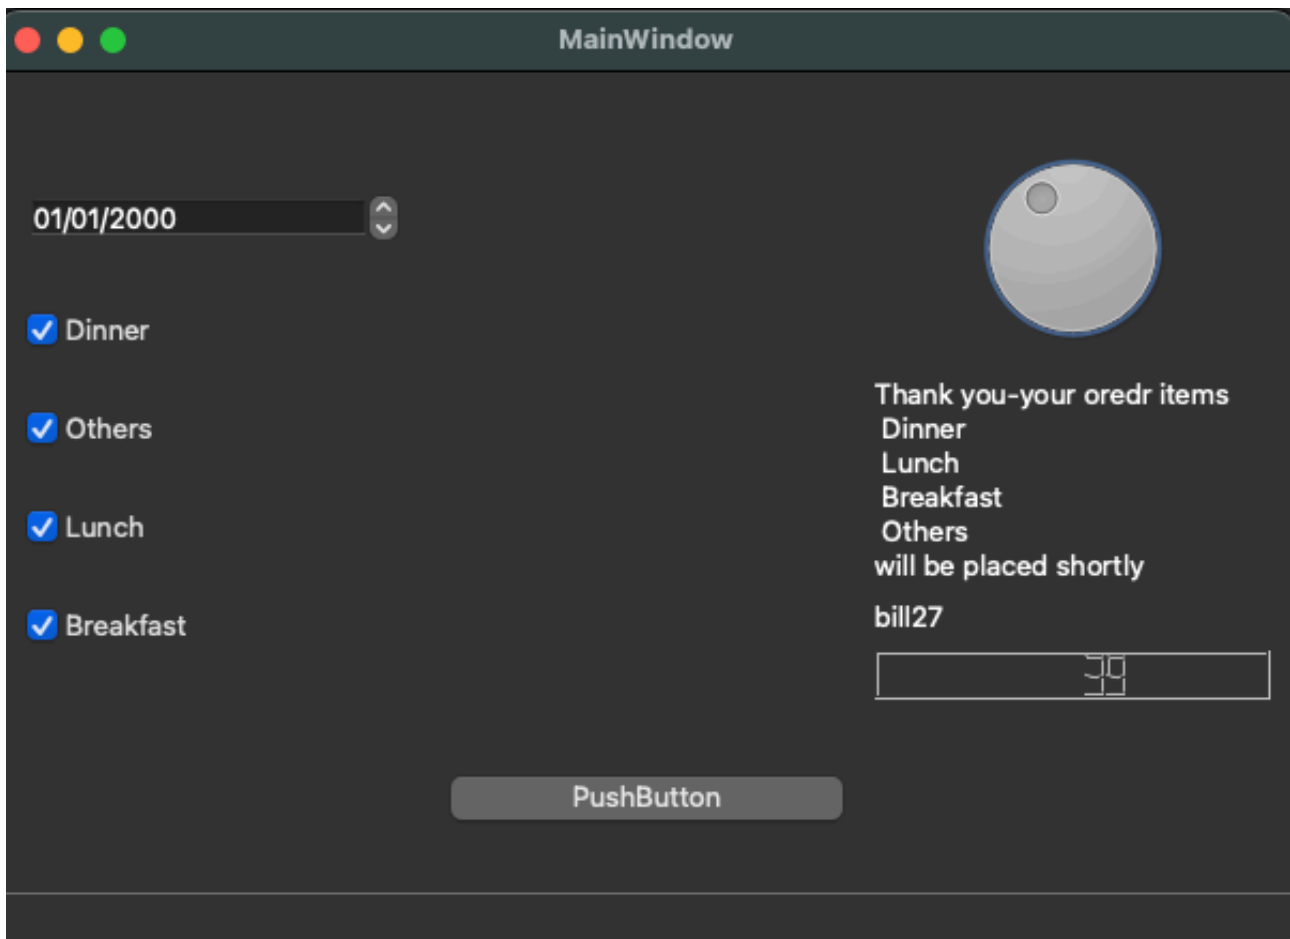 MainWindow
01/01/2000
Dinner
Others
Lunch
Breakfast
Thank you-your oredr items
Dinner
Lunch
Breakfast
Others
will be placed shortly
bill27
39
PushButton